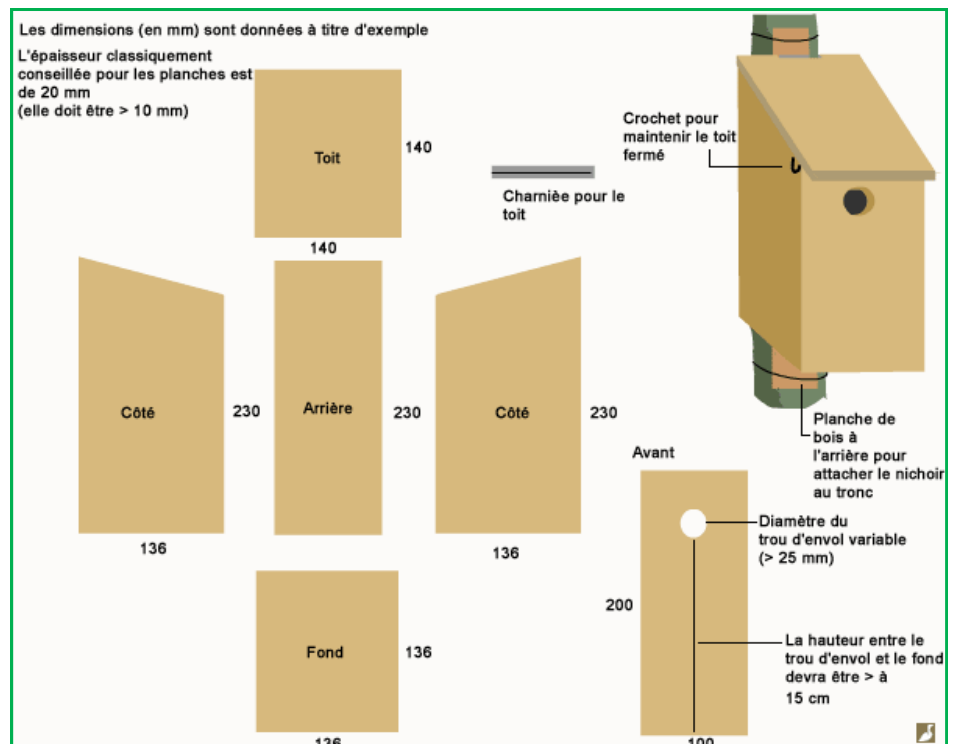 Les dimensions (en mm) sont données à titre d'exemple
L'épaisseur classiquement
conseillée pour les planches est
de 20 mm
(elle doit être > 10 mm)
Toit
140
140
Charnièe pour le
toit
Crochet pour
maintenir le toit
fermé
Côté
230
136
Arrière
230
Côté
230
136
Planche de
bois à
l'arrière pour
attacher le nichoir
au tronc
Avant
Diamètre du
trou d'envol variable
(> 25 mm)
200
La hauteur entre le
trou d'envol et le fond
devra être > à
15 cm
100
Fond
136
136